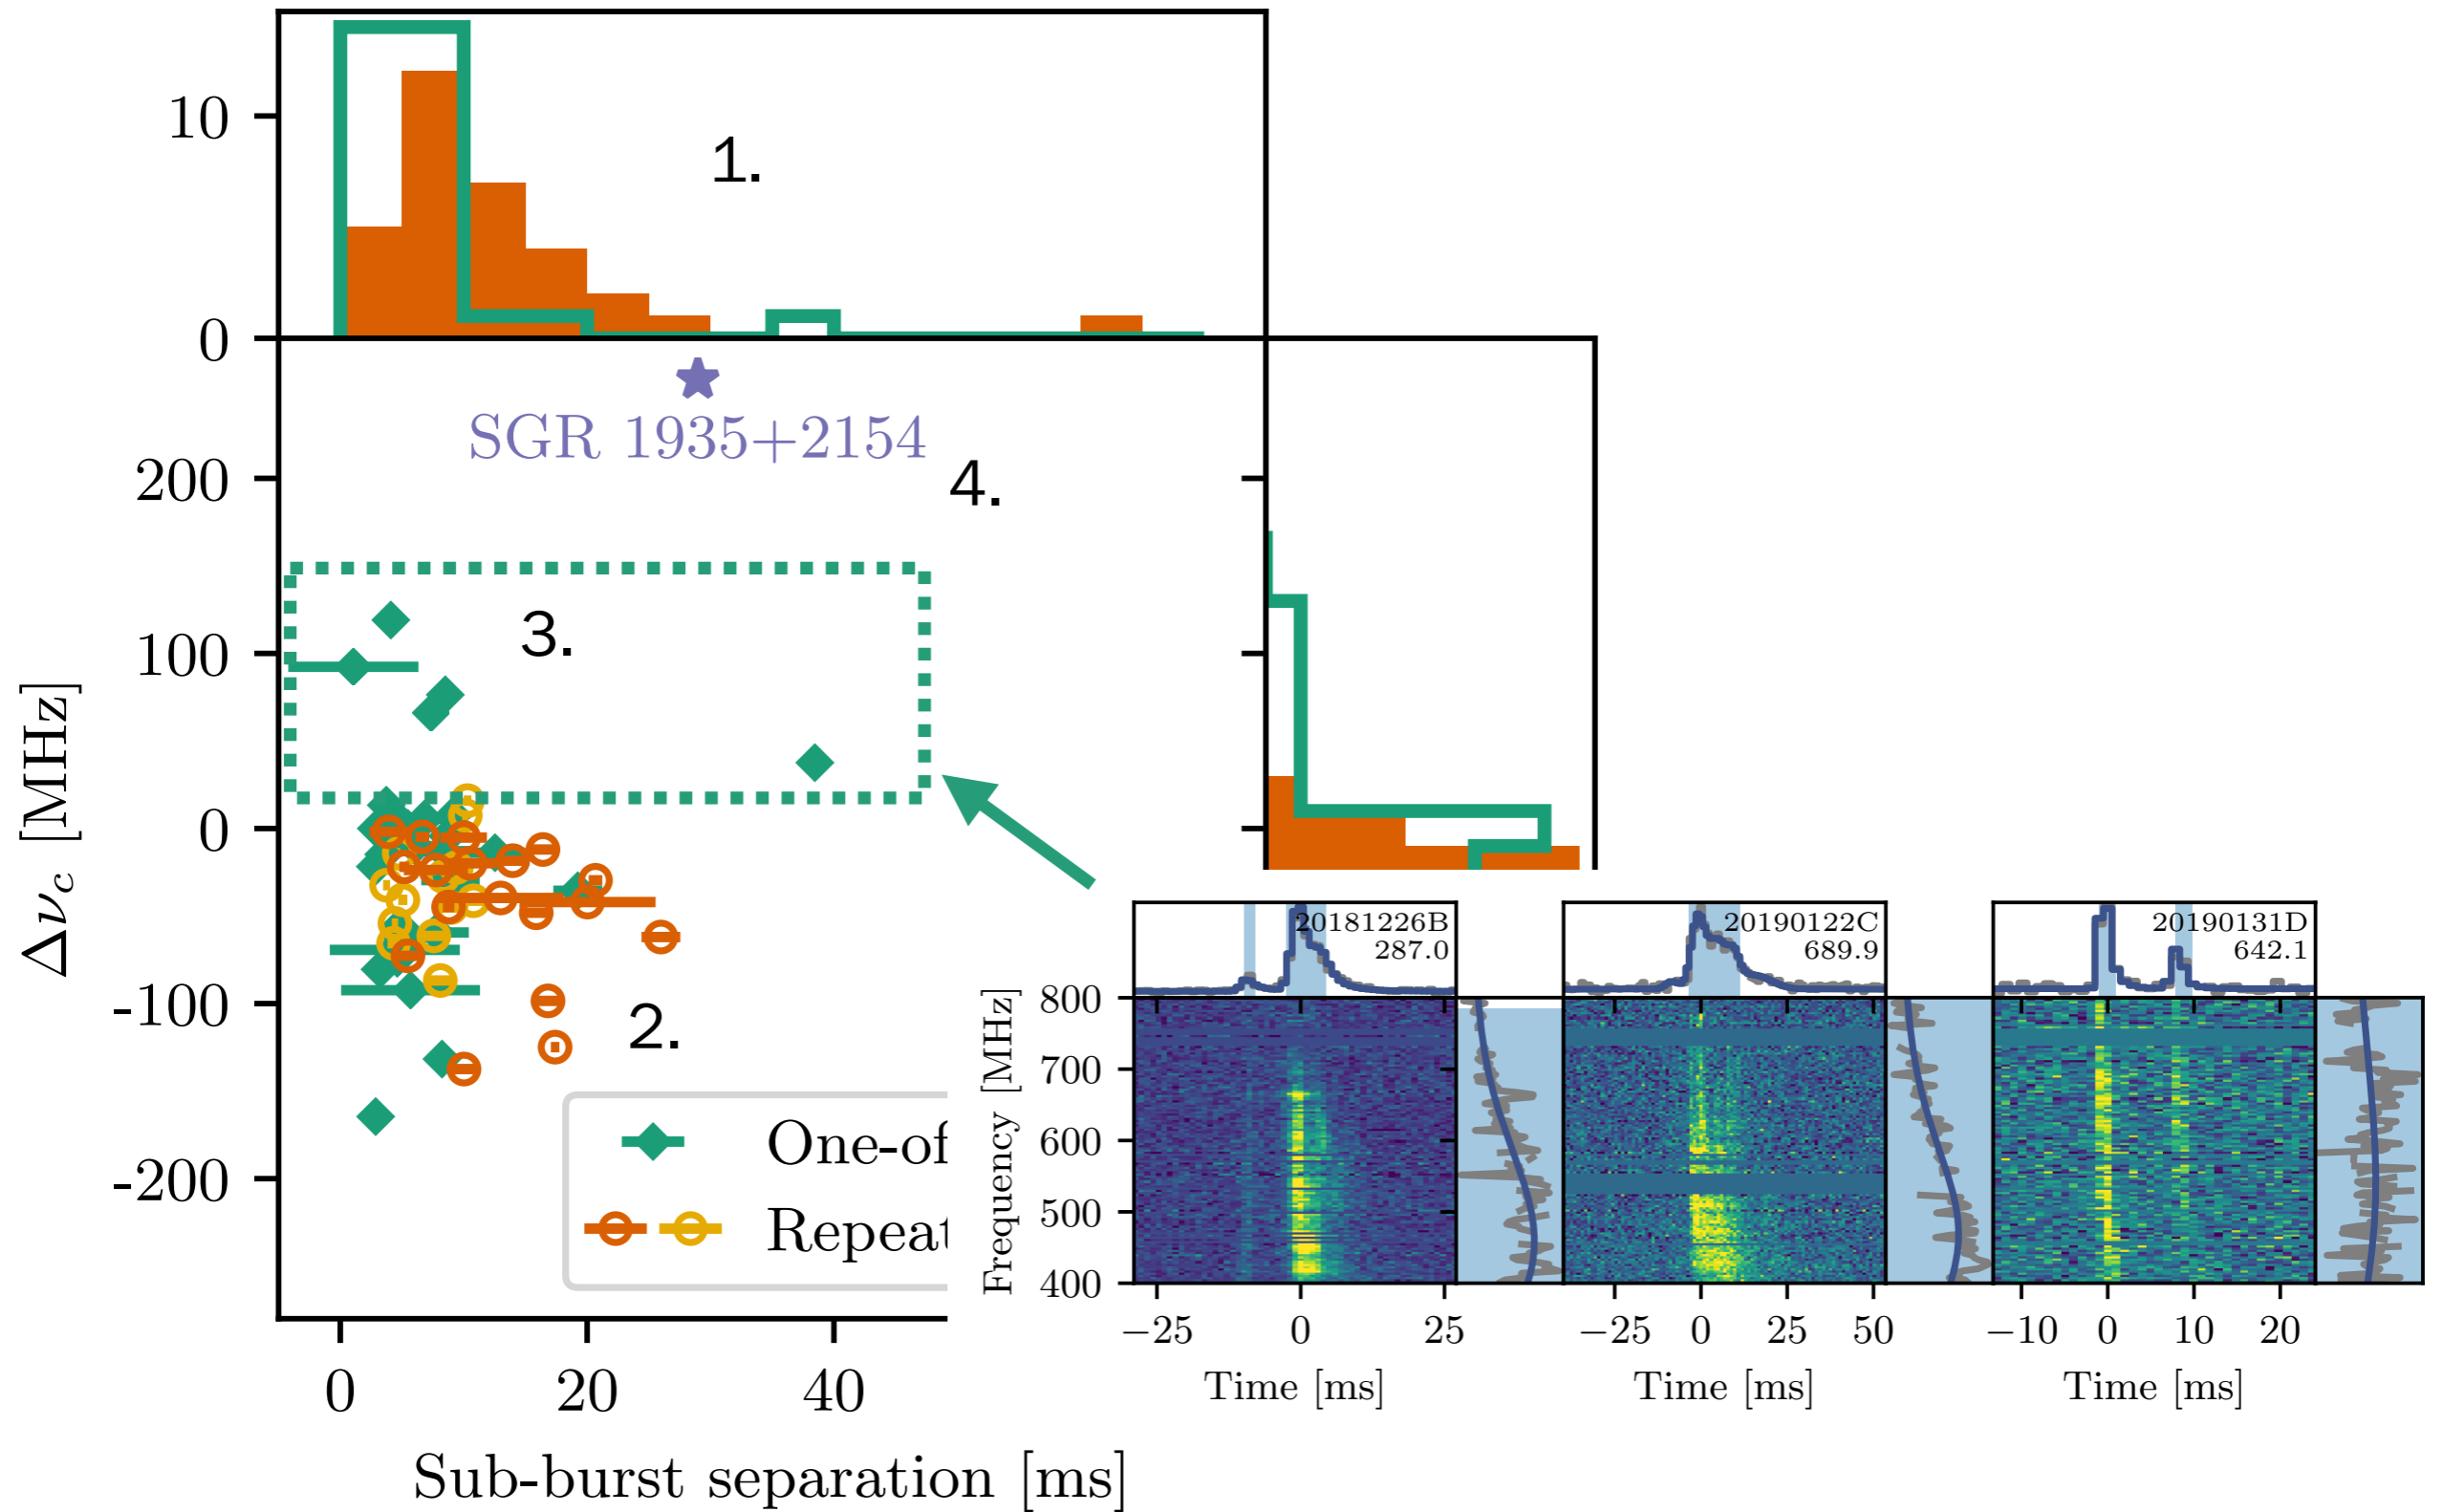 10
1.
0
SGR 1935+2154
200
4.
100
3.
0
-100
2.
-200
Δν_c [MHz]
One-of
Repeat
0 20 40
Sub-burst separation [ms]
20181226B
287.0
20190122C
689.9
20190131D
642.1
800
700
600
500
400
Frequency [MHz]
−25 0 25
−25 0 25 50
−10 0 10 20
Time [ms]
Time [ms]
Time [ms]